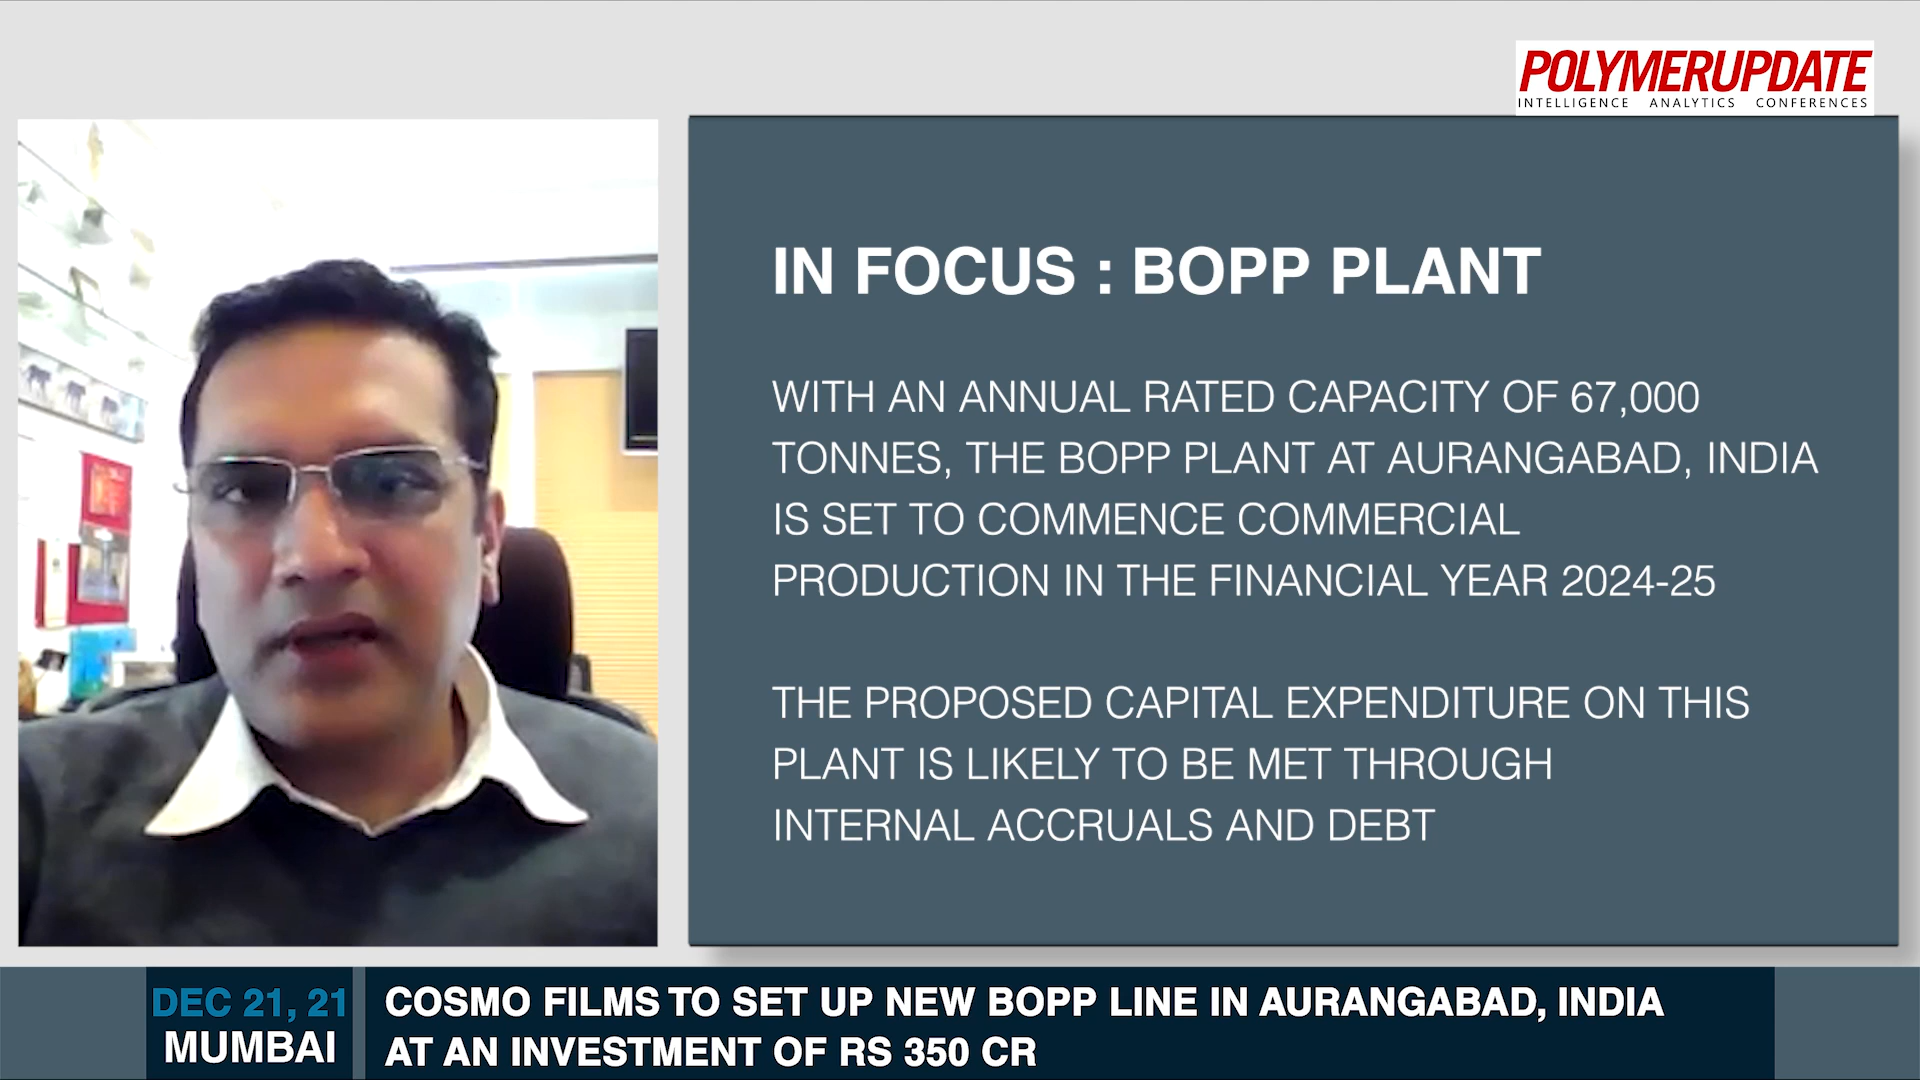 POLYMERUPDATE
INTELLIGENCE ANALYTICS CONFERENCES
IN FOCUS : BOPP PLANT
WITH AN ANNUAL RATED CAPACITY OF 67,000
TONNES, THE BOPP PLANT AT AURANGABAD, INDIA
IS SET TO COMMENCE COMMERCIAL
PRODUCTION IN THE FINANCIAL YEAR 2024-25
THE PROPOSED CAPITAL EXPENDITURE ON THIS
PLANT IS LIKELY TO BE MET THROUGH
INTERNAL ACCRUALS AND DEBT
DEC 21, 21
MUMBAI
COSMO FILMS TO SET UP NEW BOPP LINE IN AURANGABAD, INDIA
AT AN INVESTMENT OF RS 350 CR